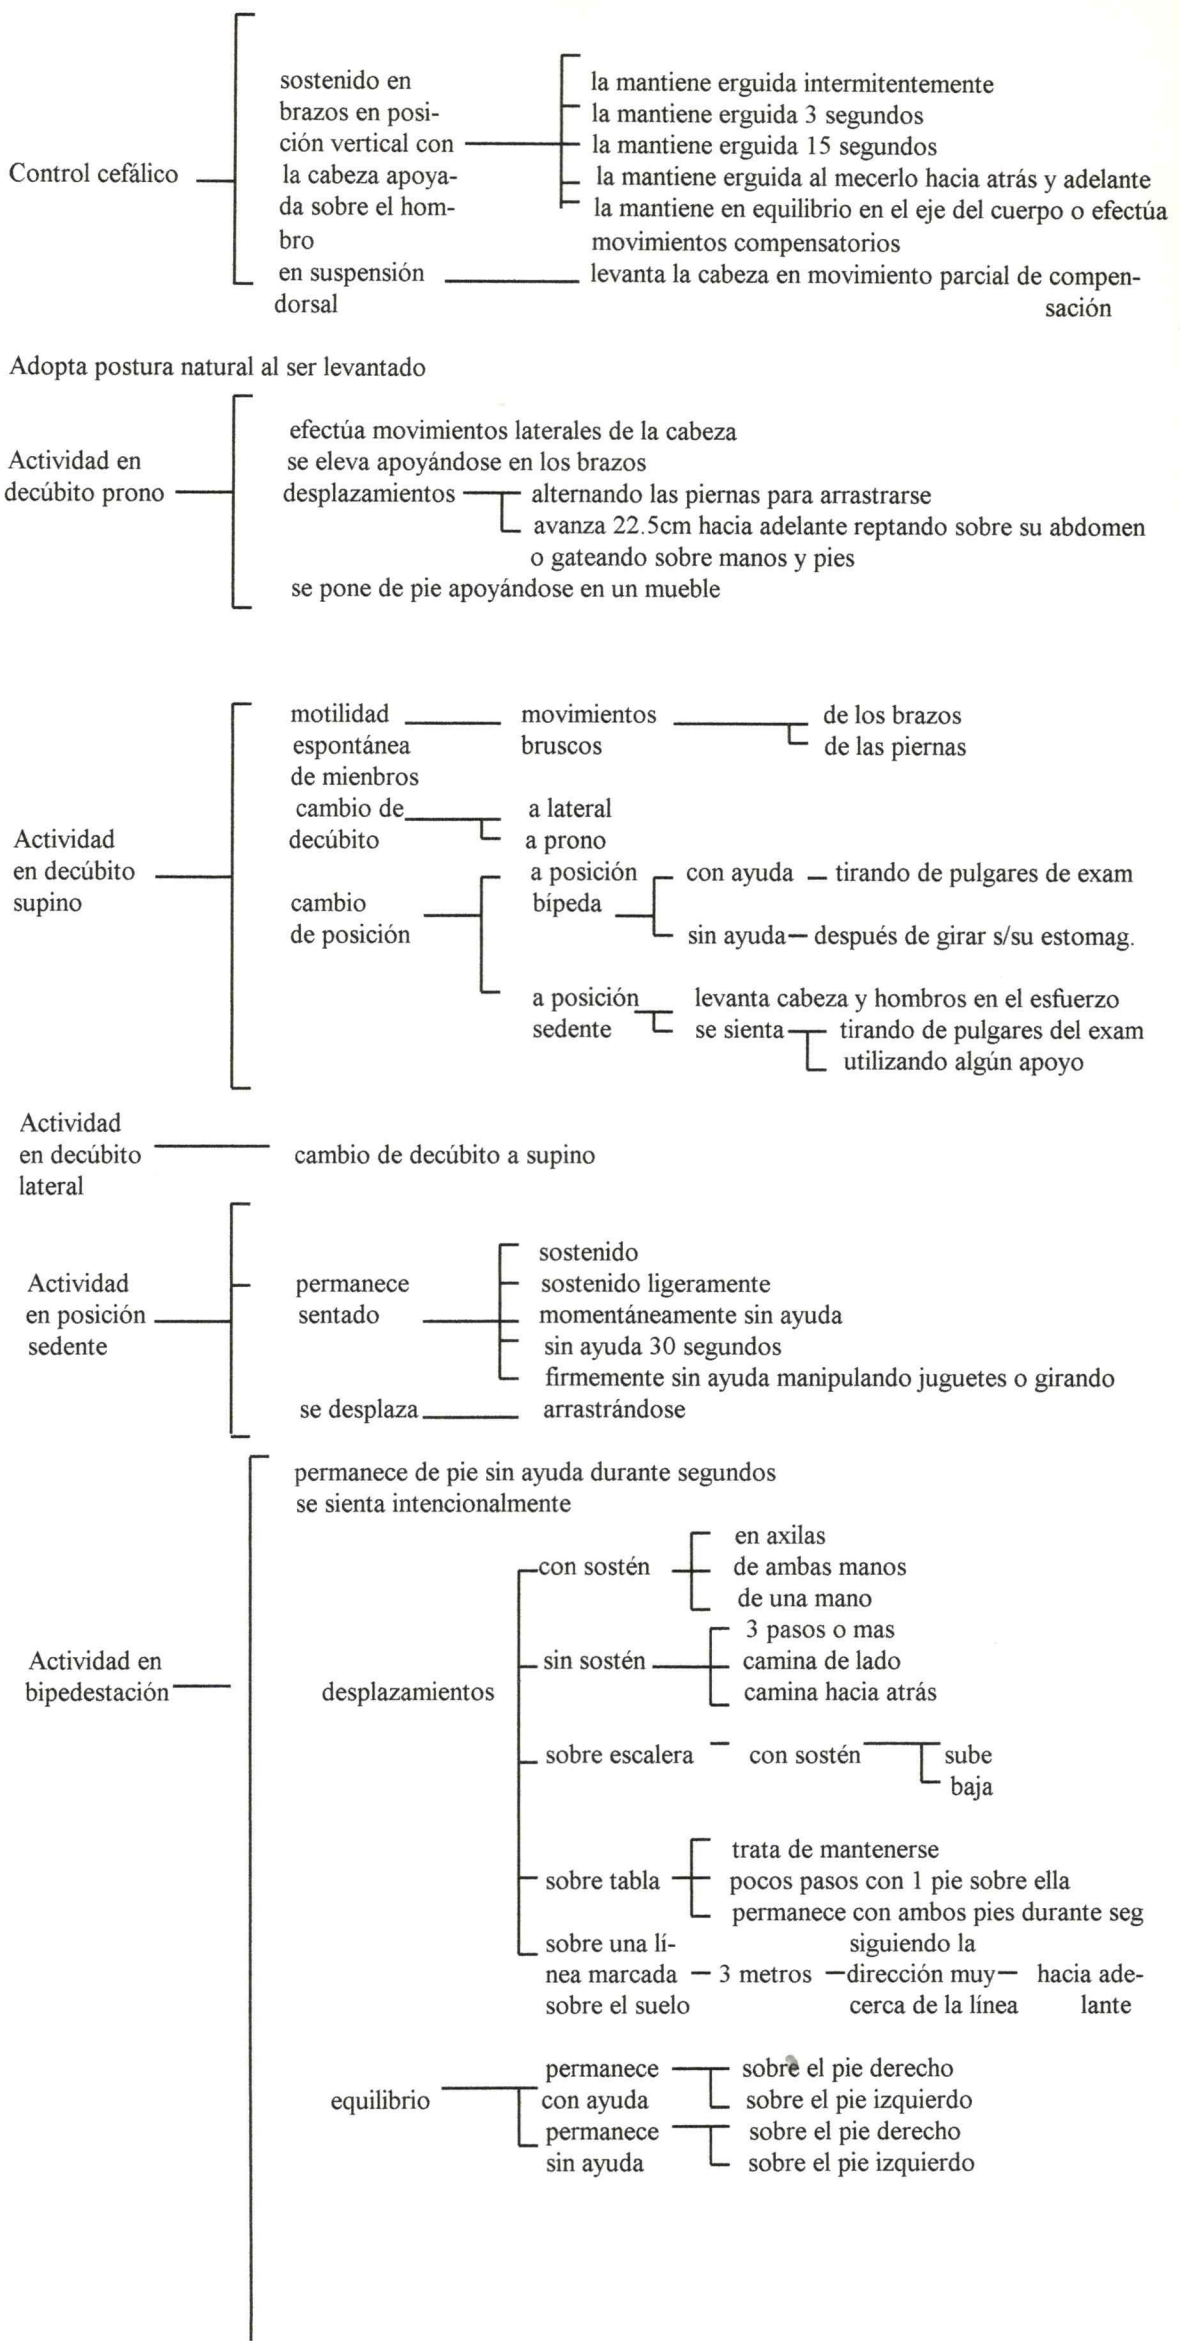 sostenido en
brazos en posi-
ción vertical con
la cabeza apoya-
da sobre el hom-
bro
Control cefálico
la mantiene erguida intermitentemente
la mantiene erguida 3 segundos
la mantiene erguida 15 segundos
la mantiene erguida al mecerlo hacia atrás y adelante
la mantiene en equilibrio en el eje del cuerpo o efectúa
movimientos compensatorios
en suspensión
dorsal
levanta la cabeza en movimiento parcial de compen-
sación
Adopta postura natural al ser levantado
Actividad en
decúbito prono
efectúa movimientos laterales de la cabeza
se eleva apoyándose en los brazos
desplazamientos
alternando las piernas para arrastrarse
avanza 22.5cm hacia adelante reptando sobre su abdomen
o gateando sobre manos y pies
se pone de pie apoyándose en un mueble
Actividad
en decúbito
supino
motilidad
espontánea
de mienbros
movimientos
bruscos
de los brazos
de las piernas
cambio de
decúbito
a lateral
a prono
cambio
de posición
a posición
bípeda
con ayuda
tirando de pulgares de exam
sin ayuda
después de girar s/su estomag.
a posición
sedente
levanta cabeza y hombros en el esfuerzo
se sienta
tirando de pulgares del exam
utilizando algún apoyo
Actividad
en decúbito
lateral
cambio de decúbito a supino
Actividad
en posición
sedente
permanece
sentado
sostenido
sostenido ligeramente
momentáneamente sin ayuda
sin ayuda 30 segundos
firmemente sin ayuda manipulando juguetes o girando
se desplaza
arrastrándose
Actividad en
bipedestación
permanece de pie sin ayuda durante segundos
se sienta intencionalmente
desplazamientos
con sostén
en axilas
de ambas manos
de una mano
sin sostén
3 pasos o mas
camina de lado
camina hacia atrás
sobre escalera
con sostén
sube
baja
sobre tabla
trata de mantenerse
pocos pasos con 1 pie sobre ella
permanece con ambos pies durante seg
sobre una lí-
nea marcada
sobre el suelo
3 metros
siguiendo la
dirección muy
cerca de la línea
hacia ade-
lante
equilibrio
permanece
con ayuda
sobre el pie derecho
sobre el pie izquierdo
permanece
sin ayuda
sobre el pie derecho
sobre el pie izquierdo